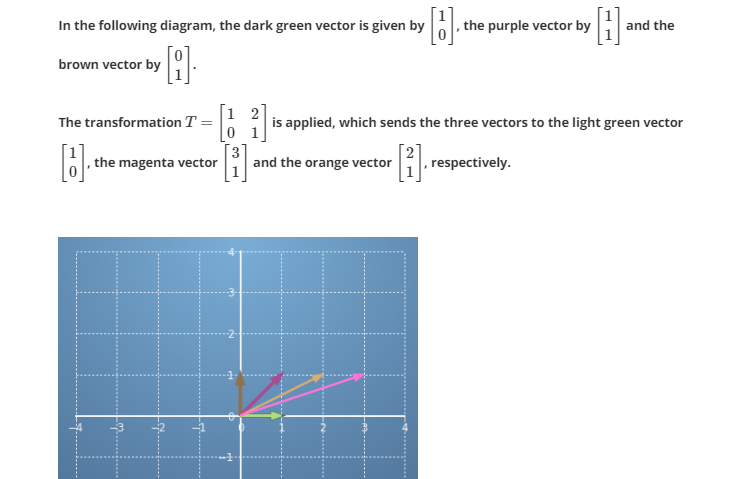 In the following diagram, the dark green vector is given by [1 0], the purple vector by [1 1] and the
brown vector by [0 1].
The transformation T = [1 2 0 1] is applied, which sends the three vectors to the light green vector
[1 0], the magenta vector [3 1] and the orange vector [2 1], respectively.
4
3
2
1
0
-4 -3 -2 -1 0 1 2 3 4
-1